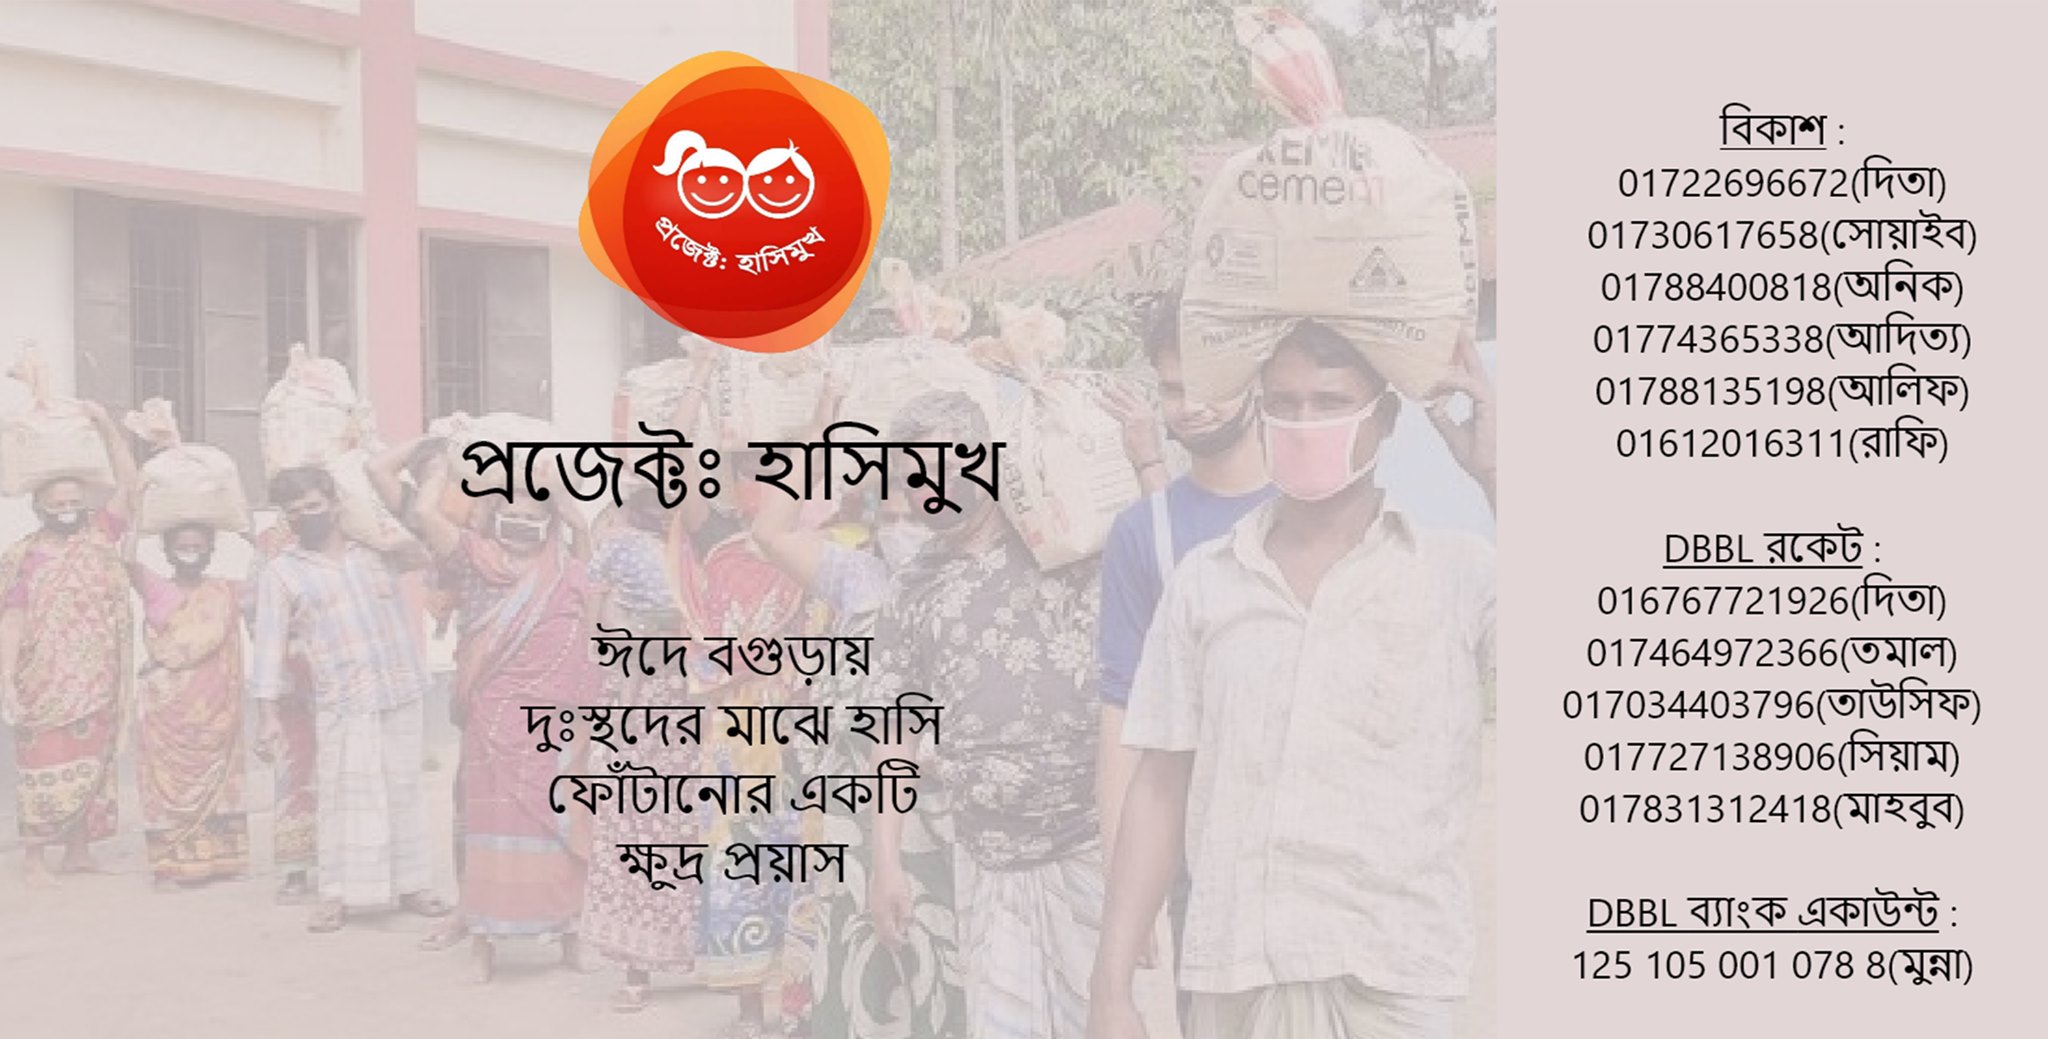 প্রজেক্ট: হাসিমুখ
প্রজেক্টঃ হাসিমুখ
ঈদে বগুড়ায়
দুঃস্থদের মাঝে হাসি
ফোঁটানোর একটি
ক্ষুদ্র প্রয়াস
cement
বিকাশ :
01722696672(দিতা)
01730617658(সোয়াইব)
01788400818(অনিক)
01774365338(আদিত্য)
01788135198(আলিফ)
01612016311(রাফি)
DBBL রকেট :
016767721926(দিতা)
017464972366(তমাল)
017034403796(তাউসিফ)
017727138906(সিয়াম)
017831312418(মাহবুব)
DBBL ব্যাংক একাউন্ট :
125 105 001 078 8(মুন্না)